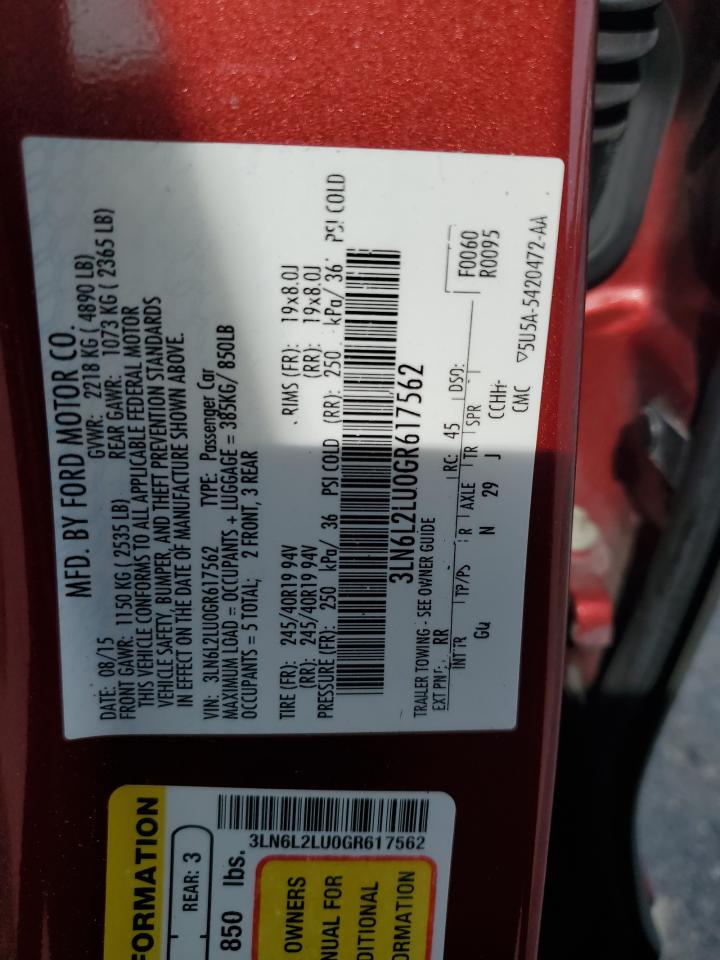 MFD. BY FORD MOTOR CO.
DATE: 08/15 GVWR: 2218 KG ( 4890 LB)
FRONT GAWR: 1150 KG ( 2535 LB) REAR GAWR: 1073 KG ( 2365 LB)
THIS VEHICLE CONFORMS TO ALL APPLICABLE FEDERAL MOTOR
VEHICLE SAFETY, BUMPER, AND THEFT PREVENTION STANDARDS
IN EFFECT ON THE DATE OF MANUFACTURE SHOWN ABOVE.
VIN: 3LN6L2LU0GR617562 TYPE: Passenger Car
MAXIMUM LOAD = OCCUPANTS + LUGGAGE = 385KG/ 850LB
OCCUPANTS = 5 TOTAL; 2 FRONT, 3 REAR
TIRE (FR): 245/40R19 94V RIMS (FR): 19x8.0J
(RR): 245/40R19 94V (RR): 19x8.0J
PRESSURE (FR): 250 kPa/ 36 PSI COLD (RR): 250 kPa/ 36 PSI COLD
3LN6L2LU0GR617562
TRAILER TOWING - SEE OWNER GUIDE
EXT PNT: RR RC: 45 DSO: F0060
INT TR TP/PS R AXLE TR SPR R0095
GQ N 29 J CCHH
CMC ▽5U5A-5420472-AA
3LN6L2LU0GR617562
FORMATION
REAR: 3
850 lbs.
OWNERS
NUAL FOR
DITIONAL
ORMATION